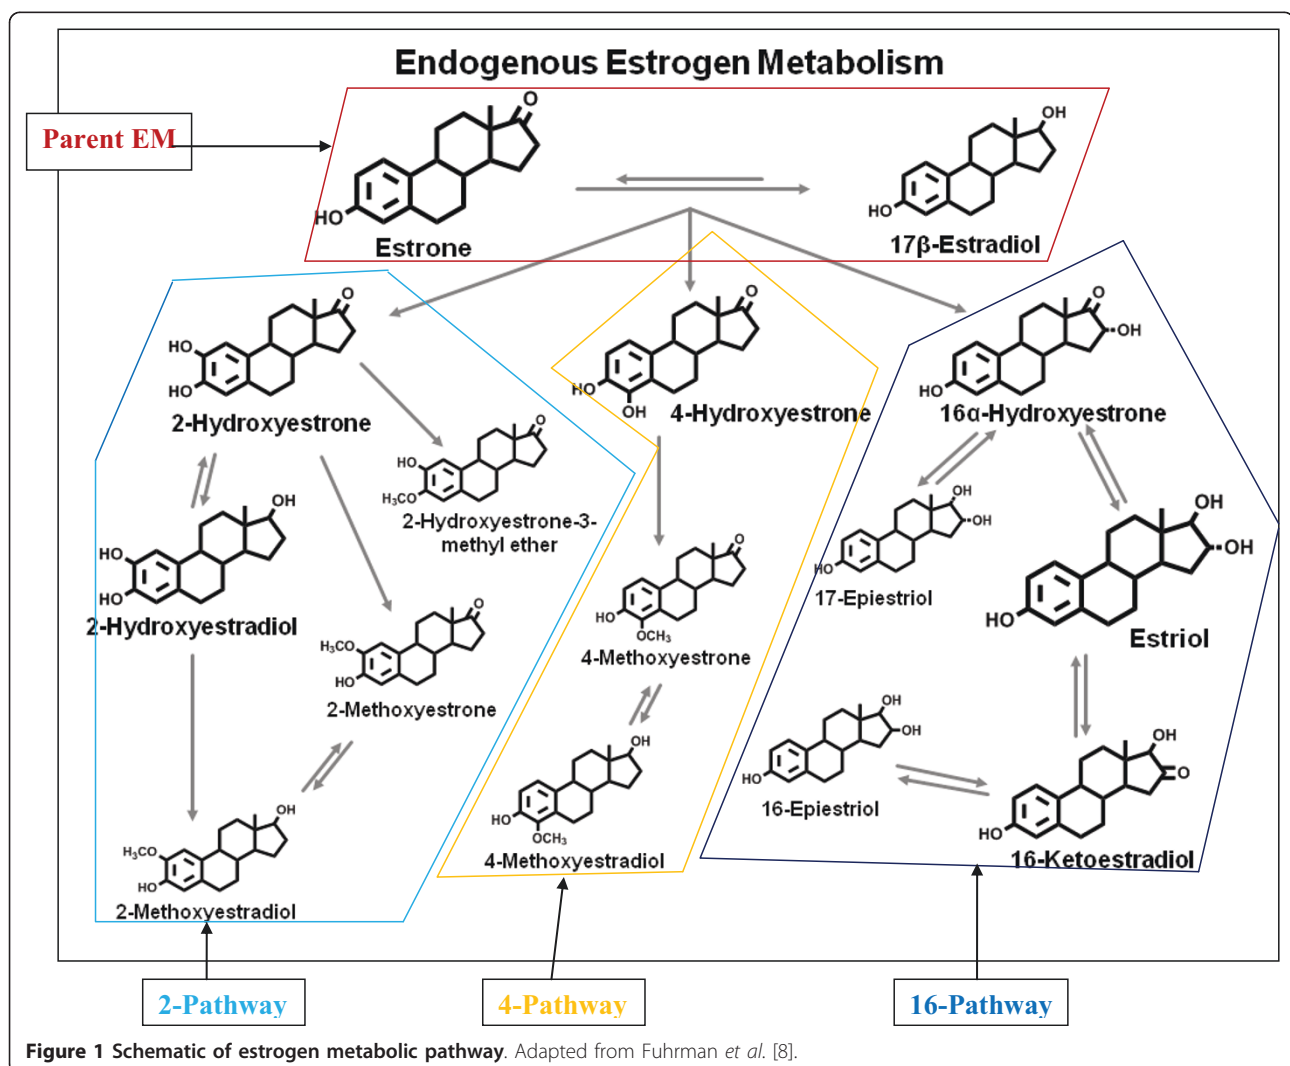 Endogenous Estrogen Metabolism
Parent EM
O
HO
Estrone
OH
HO
17β-Estradiol
O
HO
HO
2-Hydroxyestrone
O
HO
OH
4-Hydroxyestrone
O
OH
HO
16α-Hydroxyestrone
O
HO
H₃CO
2-Hydroxyestrone-3-
methyl ether
OH
HO
HO
2-Hydroxyestradiol
O
H₃CO
HO
2-Methoxyestrone
OH
H₃CO
HO
2-Methoxyestradiol
O
HO
OCH₃
4-Methoxyestrone
OH
HO
OCH₃
4-Methoxyestradiol
OH
OH
HO
17-Epiestriol
OH
OH
HO
Estriol
OH
OH
HO
16-Epiestriol
OH
O
HO
16-Ketoestradiol
2-Pathway
4-Pathway
16-Pathway
Figure 1 Schematic of estrogen metabolic pathway. Adapted from Fuhrman et al. [8].